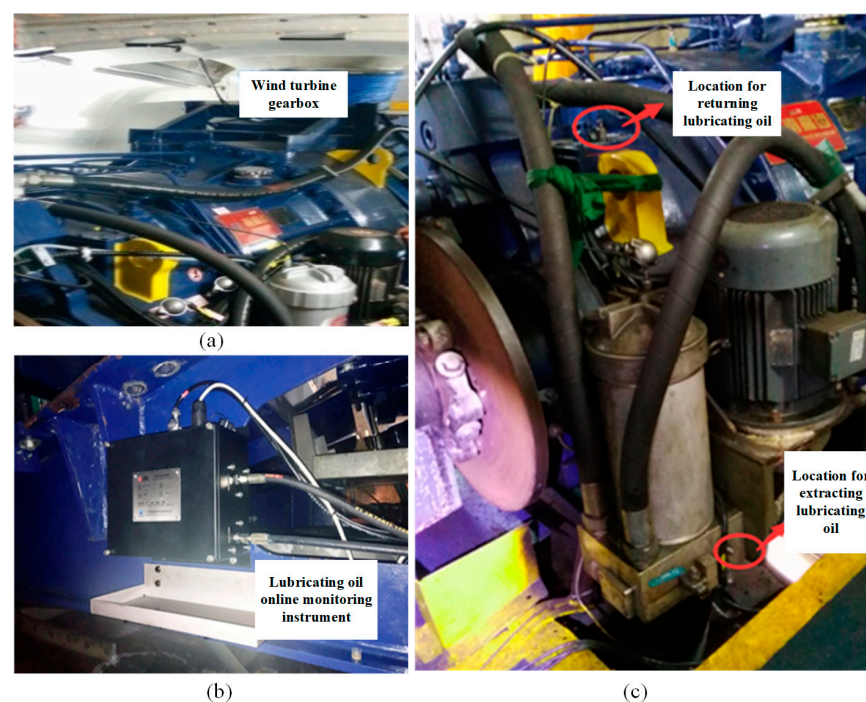 Wind turbine
gearbox
(a)
Lubricating oil
online monitoring
instrument
(b)
Location for
returning
lubricating oil
Location for
extracting
lubricating
oil
(c)